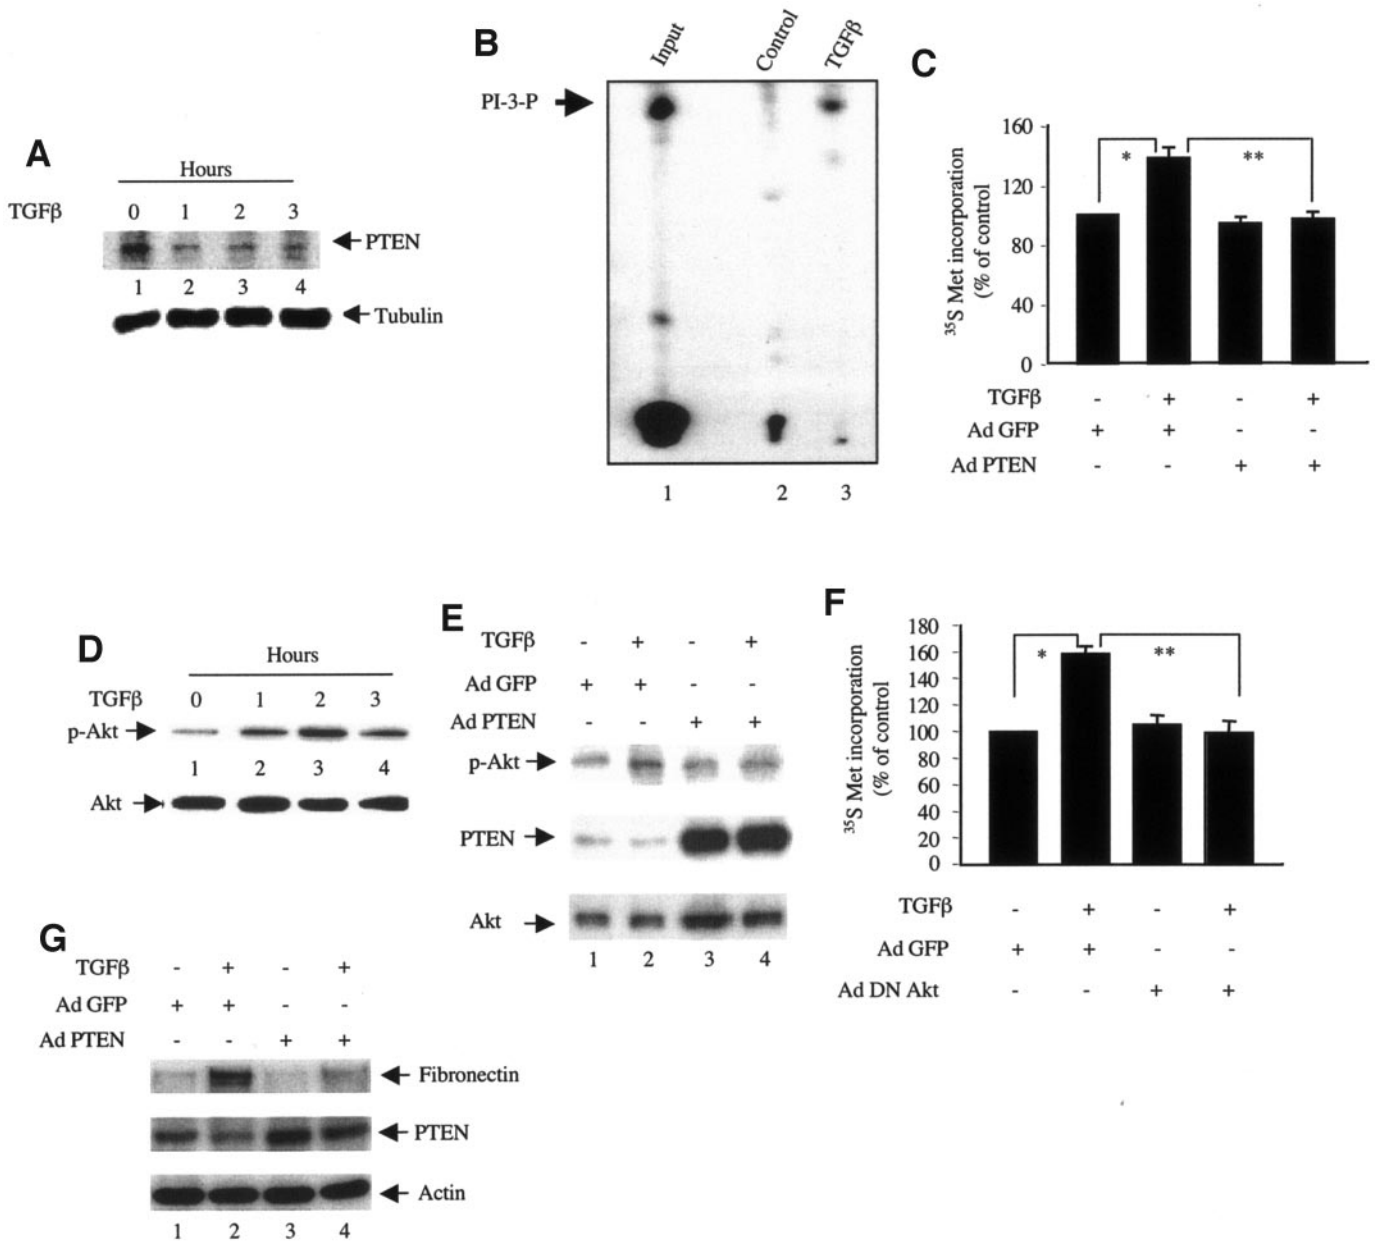 A
Hours
TGFβ 0 1 2 3
PTEN
1 2 3 4
Tubulin
B
Input Control TGFβ
PI-3-P
1 2 3
C
35S Met incorporation
(% of control)
160
120
80
40
0
* **
TGFβ - + - +
Ad GFP + + - -
Ad PTEN - - + +
D
Hours
TGFβ 0 1 2 3
p-Akt
1 2 3 4
Akt
E
TGFβ - + - +
Ad GFP + + - -
Ad PTEN - - + +
p-Akt
PTEN
Akt
1 2 3 4
F
35S Met incorporation
(% of control)
180
160
140
120
100
80
60
40
20
0
* **
TGFβ - + - +
Ad GFP + + - -
Ad DN Akt - - + +
G
TGFβ - + - +
Ad GFP + + - -
Ad PTEN - - + +
Fibronectin
PTEN
Actin
1 2 3 4